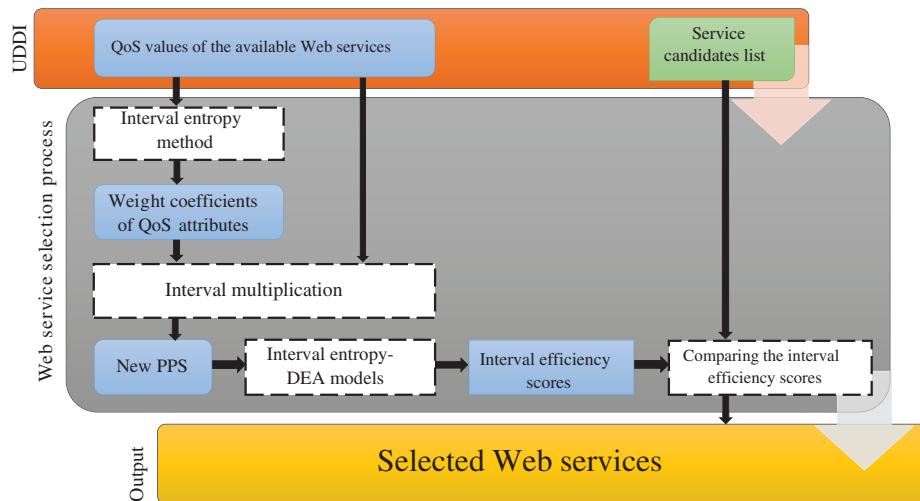 UDDI
QoS values of the available Web services
Service
candidates list
Web service selection process
Interval entropy
method
Weight coefficients
of QoS attributes
Interval multiplication
New PPS
Interval entropy-
DEA models
Interval efficiency
scores
Comparing the interval
efficiency scores
Output
Selected Web services